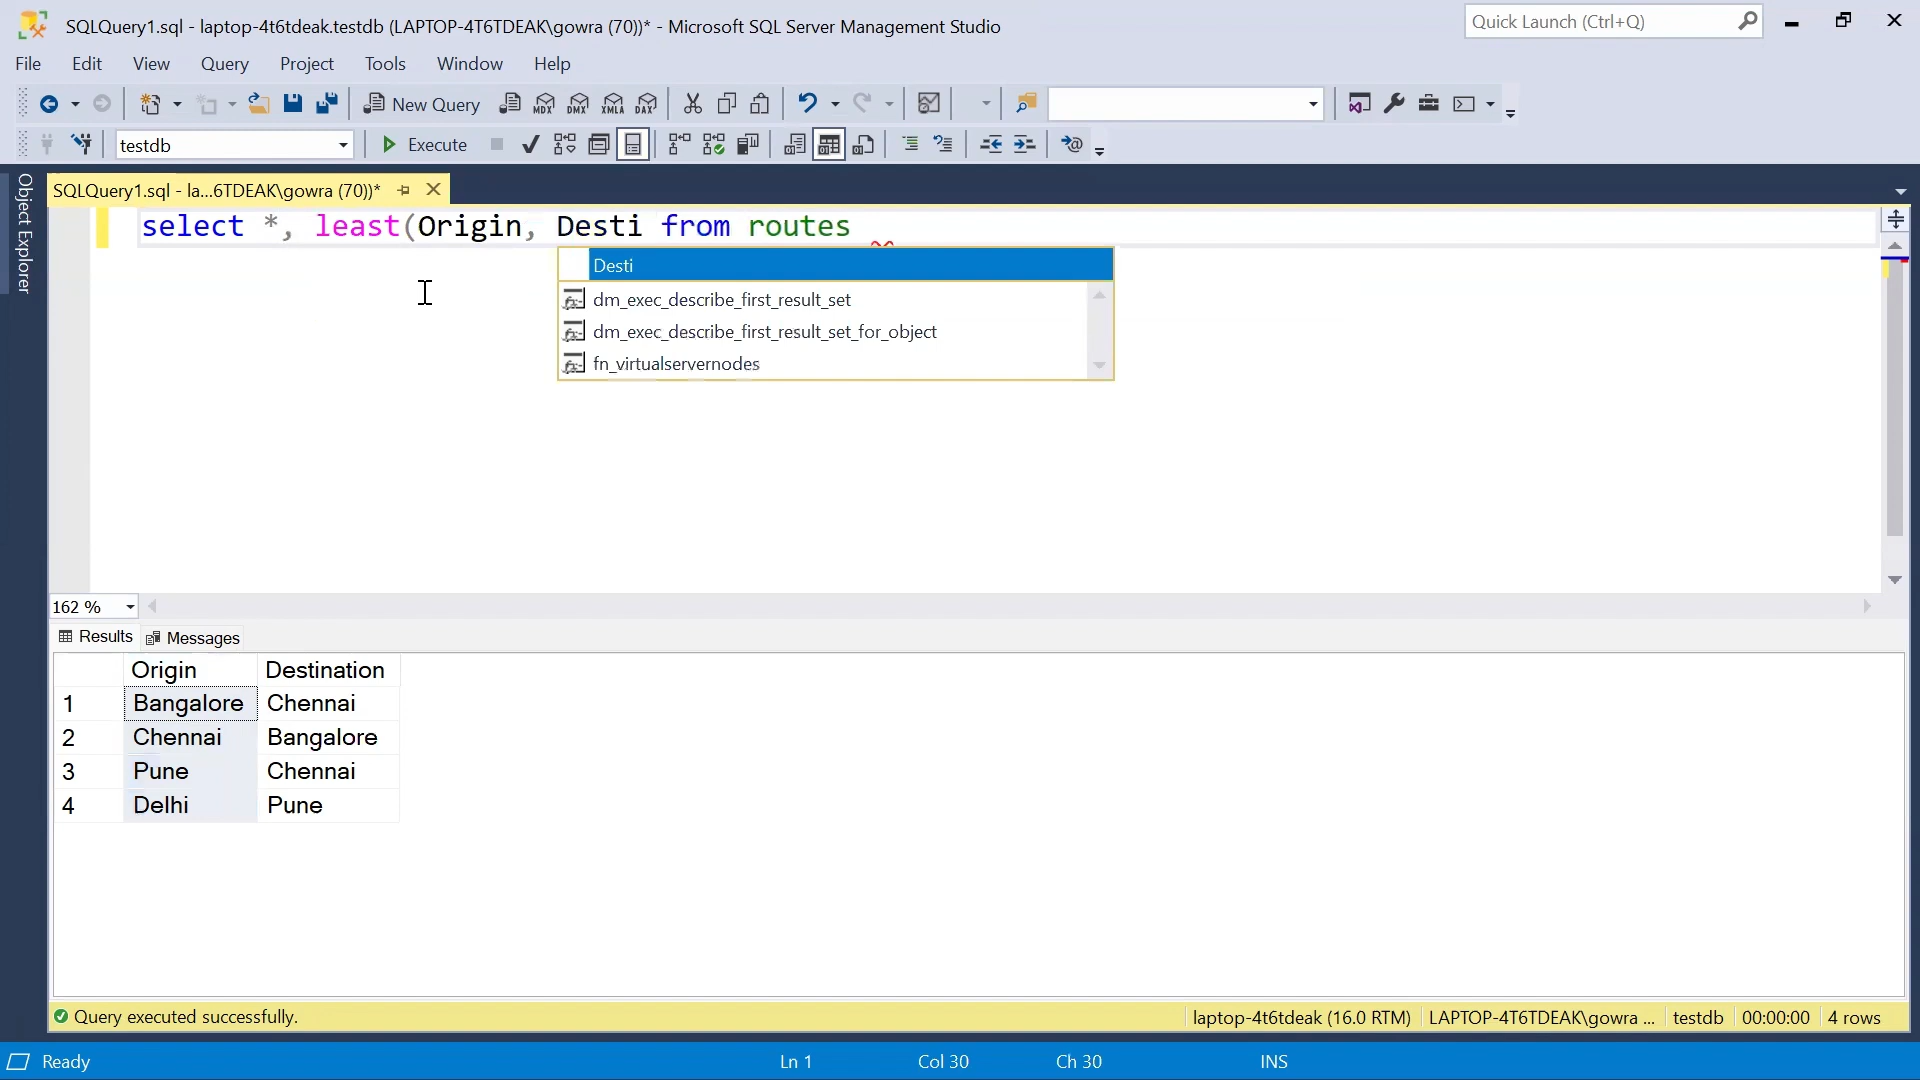 SQLQuery1.sql - laptop-4t6tdeak.testdb (LAPTOP-4T6TDEAK\gowra (70))* - Microsoft SQL Server Management Studio
Quick Launch (Ctrl+Q)
File Edit View Query Project Tools Window Help
New Query MDX DMX XMLA DAX
testdb Execute
Object Explorer
SQLQuery1.sql - la...6TDEAK\gowra (70))*
select *, least(Origin, Desti from routes
Desti
dm_exec_describe_first_result_set
dm_exec_describe_first_result_set_for_object
fn_virtualservernodes
162 %
Results Messages
Origin Destination
1 Bangalore Chennai
2 Chennai Bangalore
3 Pune Chennai
4 Delhi Pune
Query executed successfully. laptop-4t6tdeak (16.0 RTM) LAPTOP-4T6TDEAK\gowra ... testdb 00:00:00 4 rows
Ready Ln 1 Col 30 Ch 30 INS